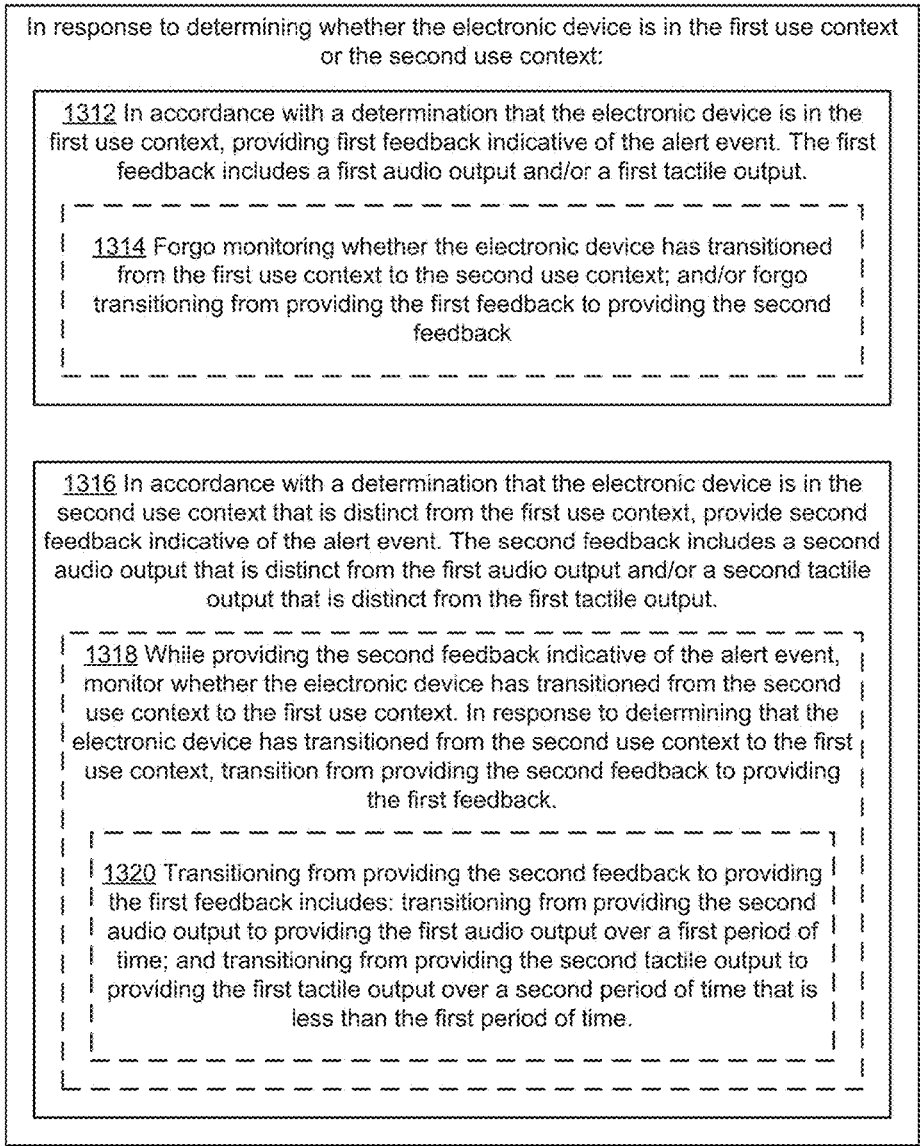 In response to determining whether the electronic device is in the first use context
or the second use context:
1312 In accordance with a determination that the electronic device is in the
first use context, providing first feedback indicative of the alert event. The first
feedback includes a first audio output and/or a first tactile output.
1314 Forgo monitoring whether the electronic device has transitioned
from the first use context to the second use context; and/or forgo
transitioning from providing the first feedback to providing the second
feedback
1316 In accordance with a determination that the electronic device is in the
second use context that is distinct from the first use context, provide second
feedback indicative of the alert event. The second feedback includes a second
audio output that is distinct from the first audio output and/or a second tactile
output that is distinct from the first tactile output.
1318 While providing the second feedback indicative of the alert event,
monitor whether the electronic device has transitioned from the second
use context to the first use context. In response to determining that the
electronic device has transitioned from the second use context to the first
use context, transition from providing the second feedback to providing
the first feedback.
1320 Transitioning from providing the second feedback to providing
the first feedback includes: transitioning from providing the second
audio output to providing the first audio output over a first period of
time; and transitioning from providing the second tactile output to
providing the first tactile output over a second period of time that is
less than the first period of time.